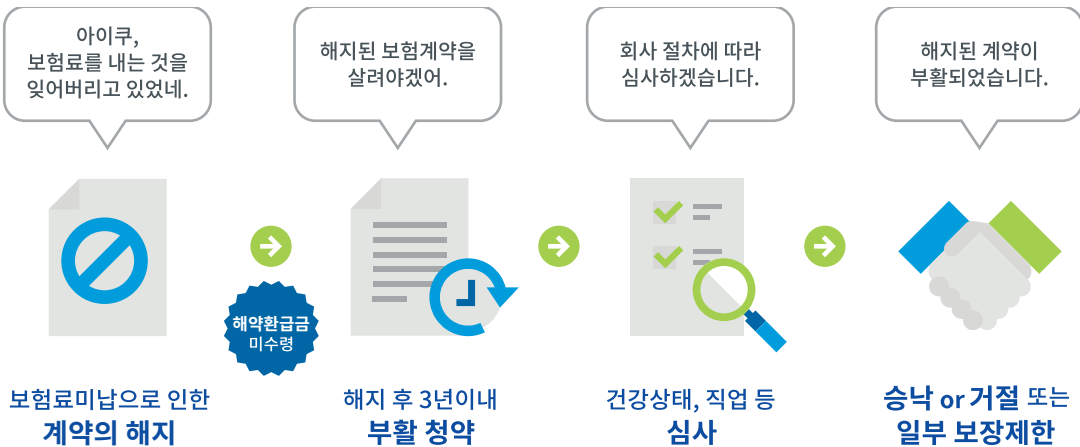 아이쿠,
보험료를 내는 것을
잊어버리고 있었네.
해지된 보험계약을
살려야겠어.
회사 절차에 따라
심사하겠습니다.
해지된 계약이
부활되었습니다.
해약환급금
미수령
보험료미납으로 인한
계약의 해지
해지 후 3년이내
부활 청약
건강상태, 직업 등
심사
승낙 or 거절 또는
일부 보장제한